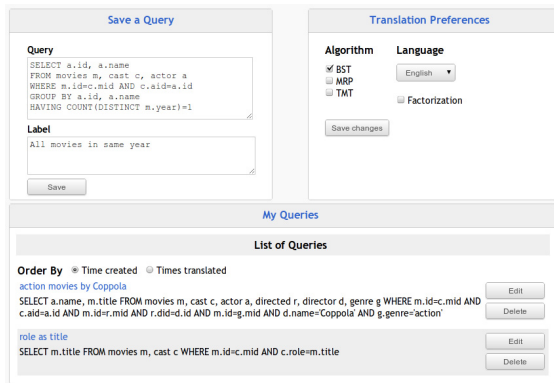 Save a Query
Query
SELECT a.id, a.name
FROM movies m, cast c, actor a
WHERE m.id=c.mid AND c.aid=a.id
GROUP BY a.id, a.name
HAVING COUNT(DISTINCT m.year)=1
Label
All movies in same year
Save
Translation Preferences
Algorithm
BST
MRP
TMT
Language
English
Factorization
Save changes
My Queries
List of Queries
Order By Time created Times translated
action movies by Coppola
SELECT a.name, m.title FROM movies m, cast c, actor a, directed r, director d, genre g WHERE m.id=c.mid AND
c.aid=a.id AND m.id=r.mid AND r.did=d.id AND m.id=g.mid AND d.name='Coppola' AND g.genre='action'
Edit
Delete
role as title
SELECT m.title FROM movies m, cast c WHERE m.id=c.mid AND c.role=m.title
Edit
Delete